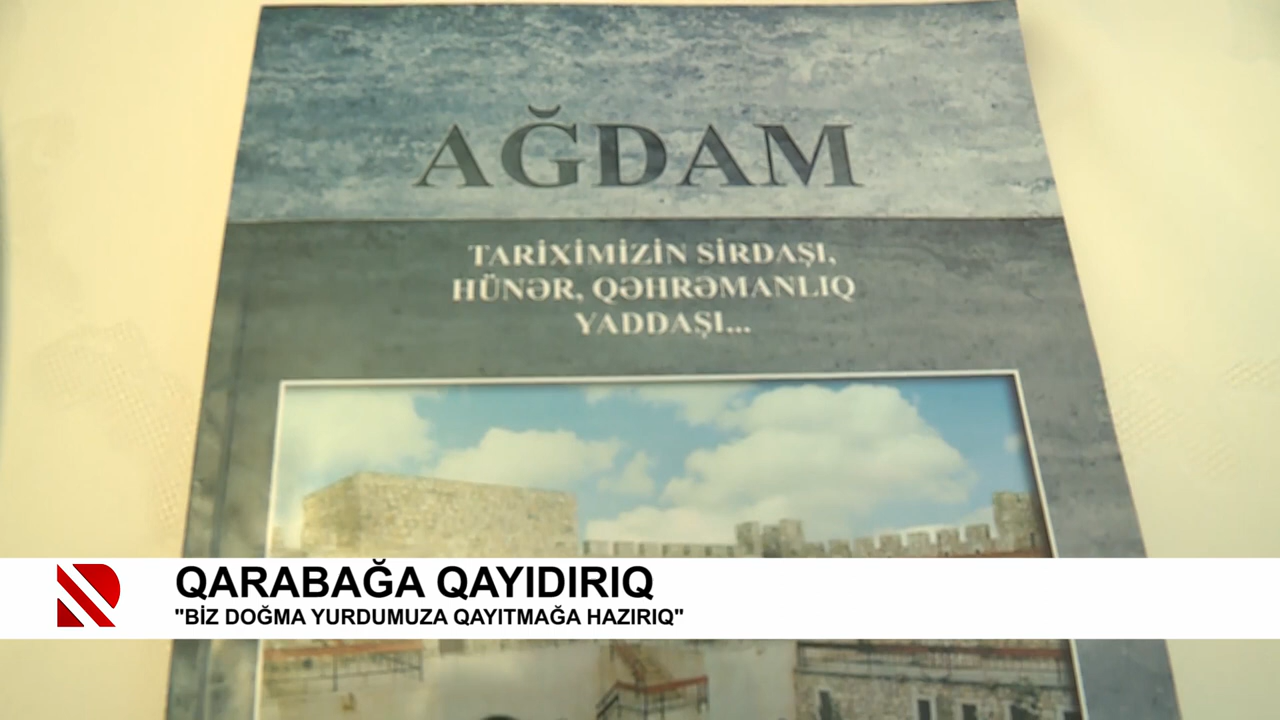 AĞDAM
TARİXİMİZİN SİRDAŞI,
HÜNƏR, QƏHRƏMANLIQ
YADDAŞI...
QARABAĞA QAYIDIRIQ
"BİZ DOĞMA YURDUMUZA QAYITMAĞA HAZIRIQ"